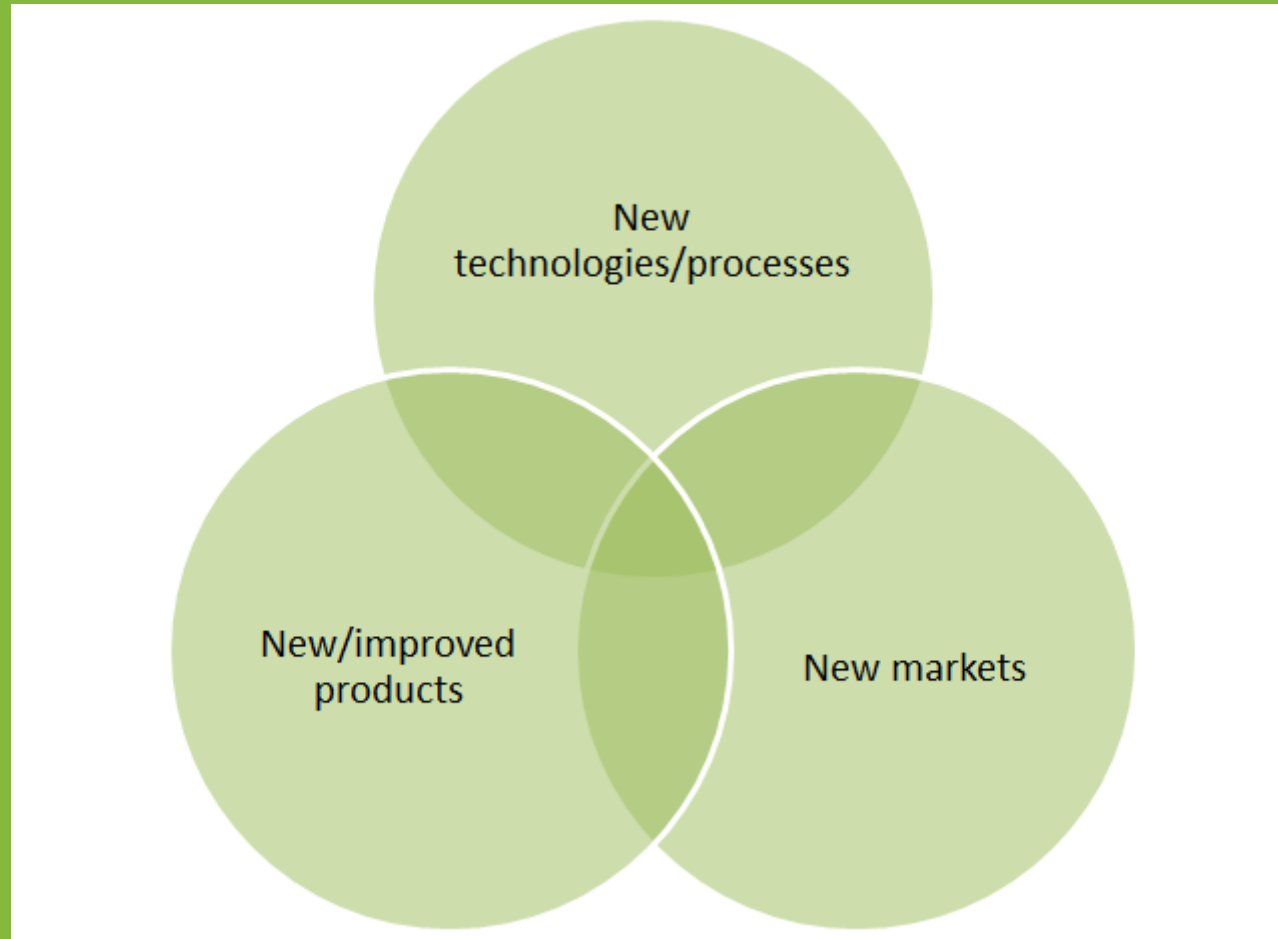 New
technologies/processes
New/improved
products
New markets